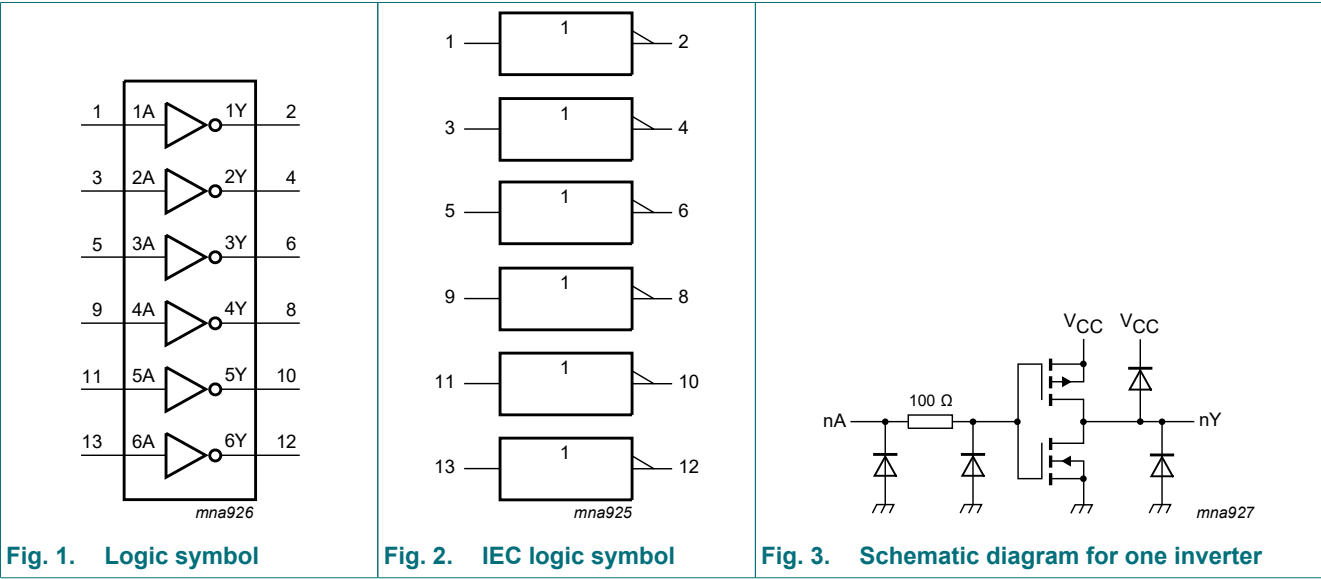 1 1A 1Y 2
3 2A 2Y 4
5 3A 3Y 6
9 4A 4Y 8
11 5A 5Y 10
13 6A 6Y 12
mna926
Fig. 1. Logic symbol
1 1 2
3 1 4
5 1 6
9 1 8
11 1 10
13 1 12
mna925
Fig. 2. IEC logic symbol
VCC VCC
100 Ω
nA nY
mna927
Fig. 3. Schematic diagram for one inverter